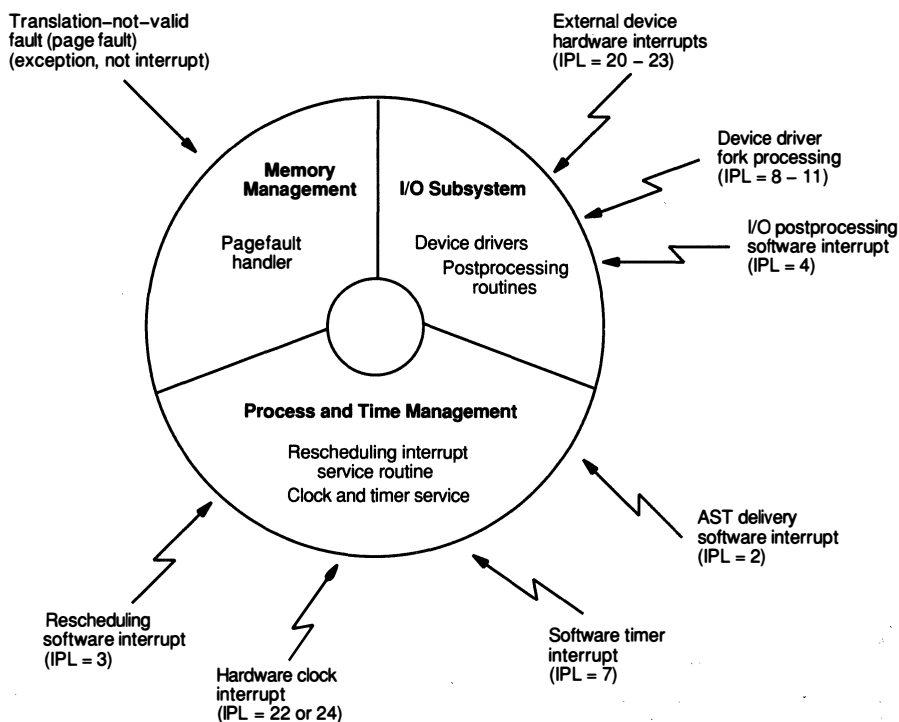 Translation–not–valid
fault (page fault)
(exception, not interrupt)
External device
hardware interrupts
(IPL = 20 – 23)
Device driver
fork processing
(IPL = 8 – 11)
I/O postprocessing
software interrupt
(IPL = 4)
Memory
Management
Pagefault
handler
I/O Subsystem
Device drivers
Postprocessing
routines
Process and Time Management
Rescheduling interrupt
service routine
Clock and timer service
AST delivery
software interrupt
(IPL = 2)
Rescheduling
software interrupt
(IPL = 3)
Hardware clock
interrupt
(IPL = 22 or 24)
Software timer
interrupt
(IPL = 7)